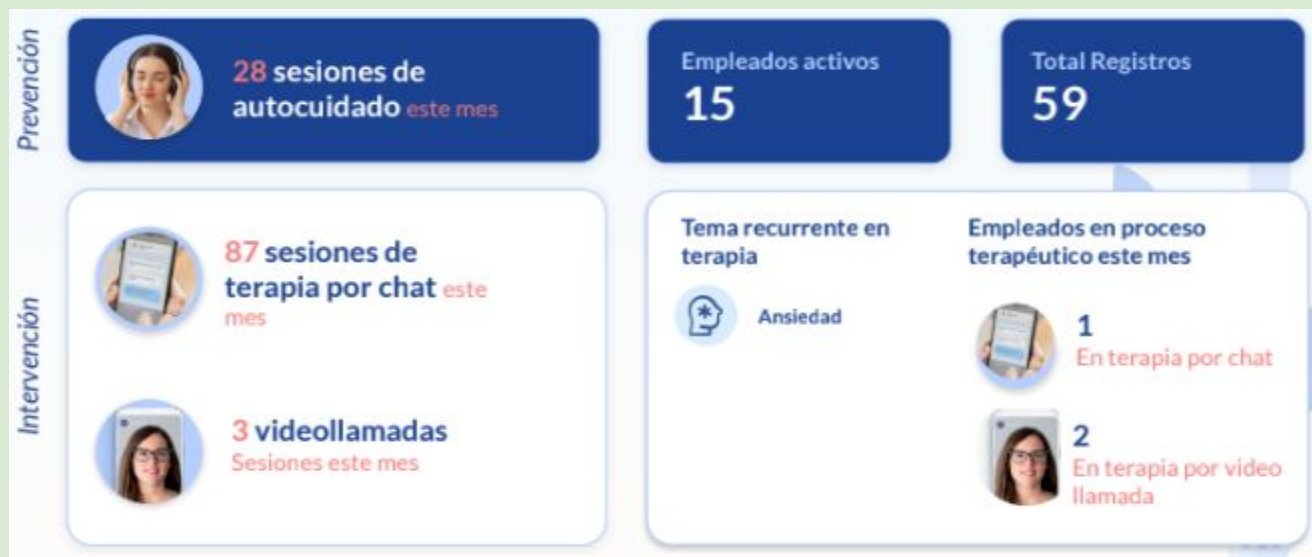 Prevención
28 sesiones de
autocuidado este mes
Empleados activos
15
Total Registros
59
Intervención
87 sesiones de
terapia por chat este
mes
3 videollamadas
Sesiones este mes
Tema recurrente en
terapia
Ansiedad
Empleados en proceso
terapéutico este mes
1
En terapia por chat
2
En terapia por video
llamada